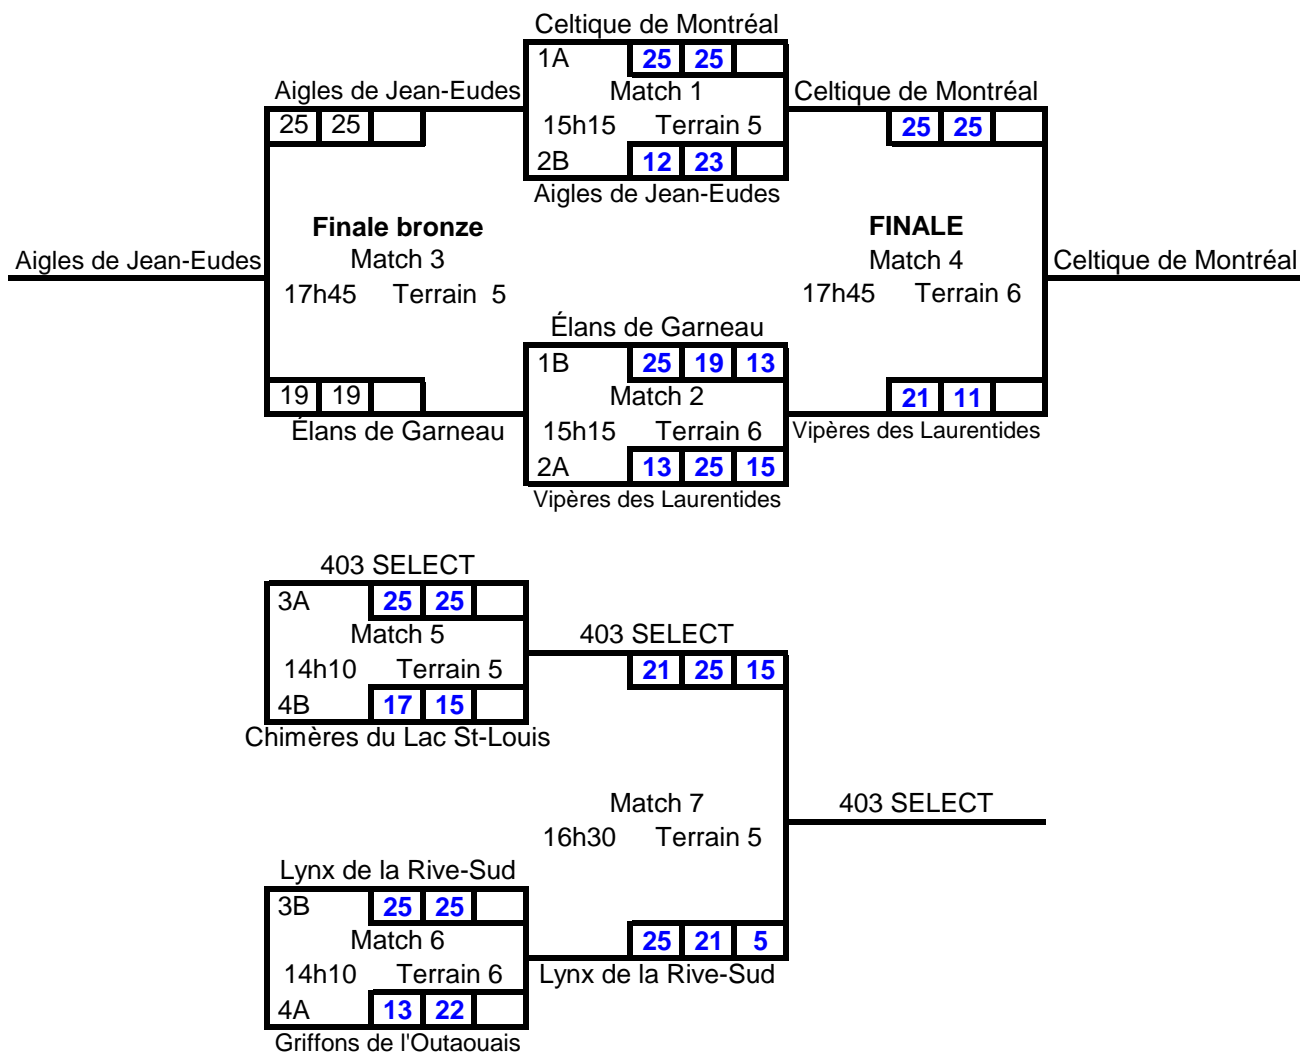 Celtique de Montréal
1A 25 25
Aigles de Jean-Eudes Match 1 Celtique de Montréal
25 25 15h15 Terrain 5 25 25
2B 12 23
Aigles de Jean-Eudes
Finale bronze FINALE
Aigles de Jean-Eudes Match 3 Match 4 Celtique de Montréal
17h45 Terrain 5 17h45 Terrain 6
Élans de Garneau
1B 25 19 13
19 19 Match 2 21 11
Élans de Garneau 15h15 Terrain 6 Vipères des Laurentides
2A 13 25 15
Vipères des Laurentides
403 SELECT
3A 25 25
Match 5 403 SELECT
14h10 Terrain 5 21 25 15
4B 17 15
Chimères du Lac St-Louis
Match 7 403 SELECT
16h30 Terrain 5
Lynx de la Rive-Sud
3B 25 25
Match 6 25 21 5
14h10 Terrain 6 Lynx de la Rive-Sud
4A 13 22
Griffons de l'Outaouais